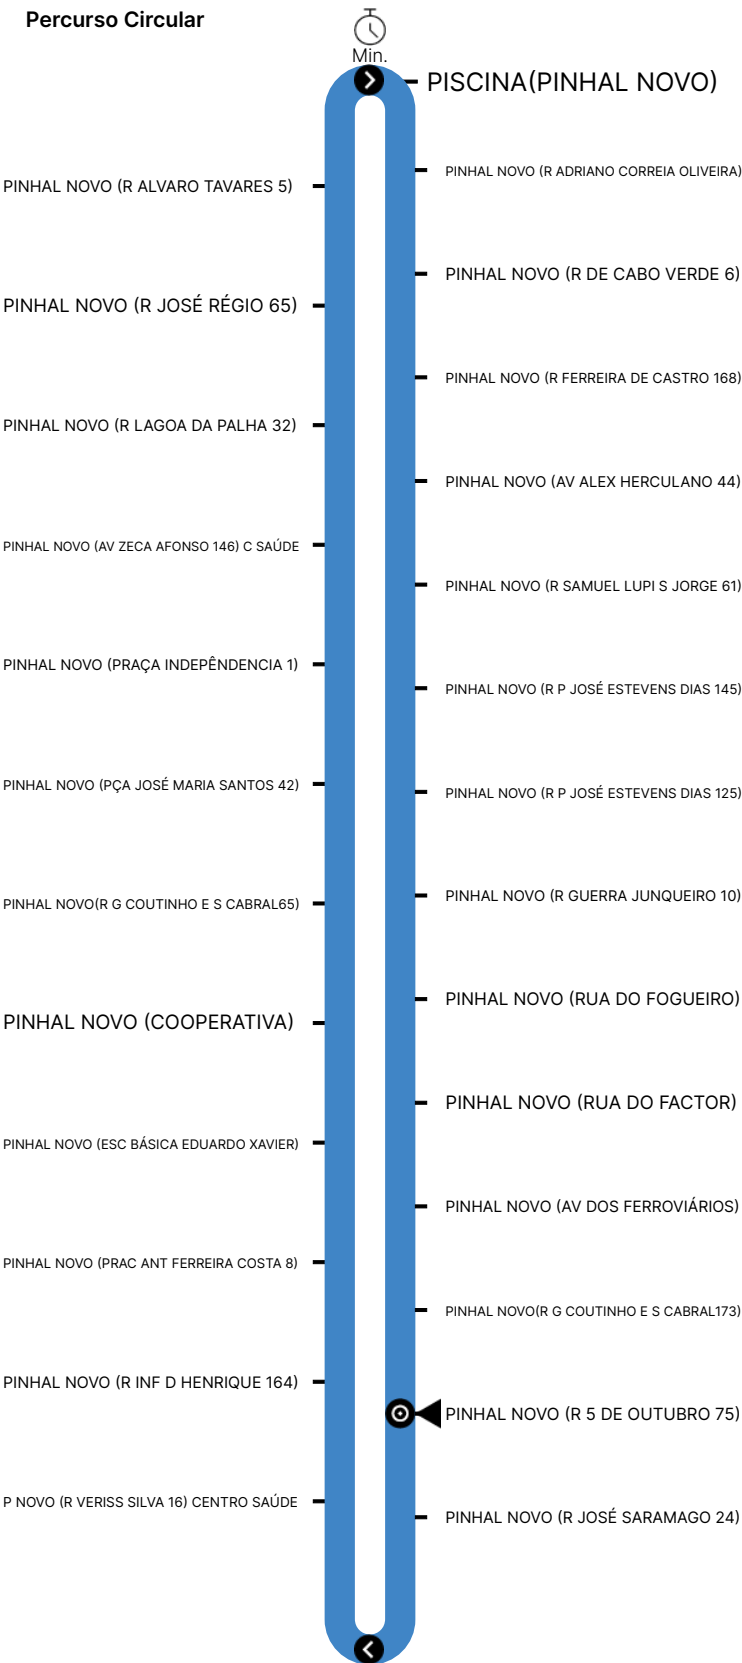 Percurso Circular
Min.
PISCINA(PINHAL NOVO)
PINHAL NOVO (R ADRIANO CORREIA OLIVEIRA)
PINHAL NOVO (R DE CABO VERDE 6)
PINHAL NOVO (R FERREIRA DE CASTRO 168)
PINHAL NOVO (AV ALEX HERCULANO 44)
PINHAL NOVO (R SAMUEL LUPI S JORGE 61)
PINHAL NOVO (R P JOSÉ ESTEVENS DIAS 145)
PINHAL NOVO (R P JOSÉ ESTEVENS DIAS 125)
PINHAL NOVO (R GUERRA JUNQUEIRO 10)
PINHAL NOVO (RUA DO FOGUEIRO)
PINHAL NOVO (RUA DO FACTOR)
PINHAL NOVO (AV DOS FERROVIÁRIOS)
PINHAL NOVO(R G COUTINHO E S CABRAL173)
PINHAL NOVO (R 5 DE OUTUBRO 75)
PINHAL NOVO (R JOSÉ SARAMAGO 24)
PINHAL NOVO (R ALVARO TAVARES 5)
PINHAL NOVO (R JOSÉ RÉGIO 65)
PINHAL NOVO (R LAGOA DA PALHA 32)
PINHAL NOVO (AV ZECA AFONSO 146) C SAÚDE
PINHAL NOVO (PRAÇA INDEPÊNDENCIA 1)
PINHAL NOVO (PÇA JOSÉ MARIA SANTOS 42)
PINHAL NOVO(R G COUTINHO E S CABRAL65)
PINHAL NOVO (COOPERATIVA)
PINHAL NOVO (ESC BÁSICA EDUARDO XAVIER)
PINHAL NOVO (PRAC ANT FERREIRA COSTA 8)
PINHAL NOVO (R INF D HENRIQUE 164)
P NOVO (R VERISS SILVA 16) CENTRO SAÚDE